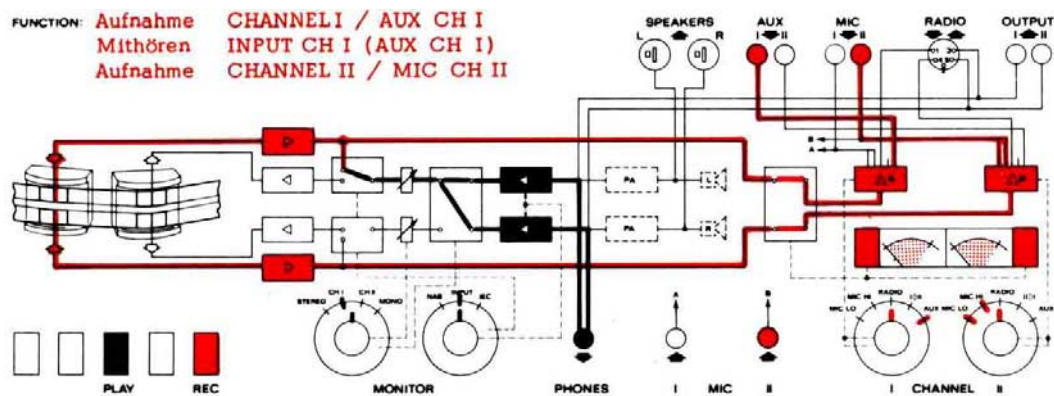 FUNCTION: Aufnahme CHANNEL I / AUX CH I
Mithören INPUT CH I (AUX CH I)
Aufnahme CHANNEL II / MIC CH II
SPEAKERS AUX MIC RADIO OUTPUT
L R I II I II I II
B
A
PA L
PA R
STEREO CH I CH II MONO
NAB INPUT IEC
A B
MIC LO MIC HI RADIO AUX
MIC LO MIC HI RADIO AUX
PLAY REC MONITOR PHONES I MIC II I CHANNEL II